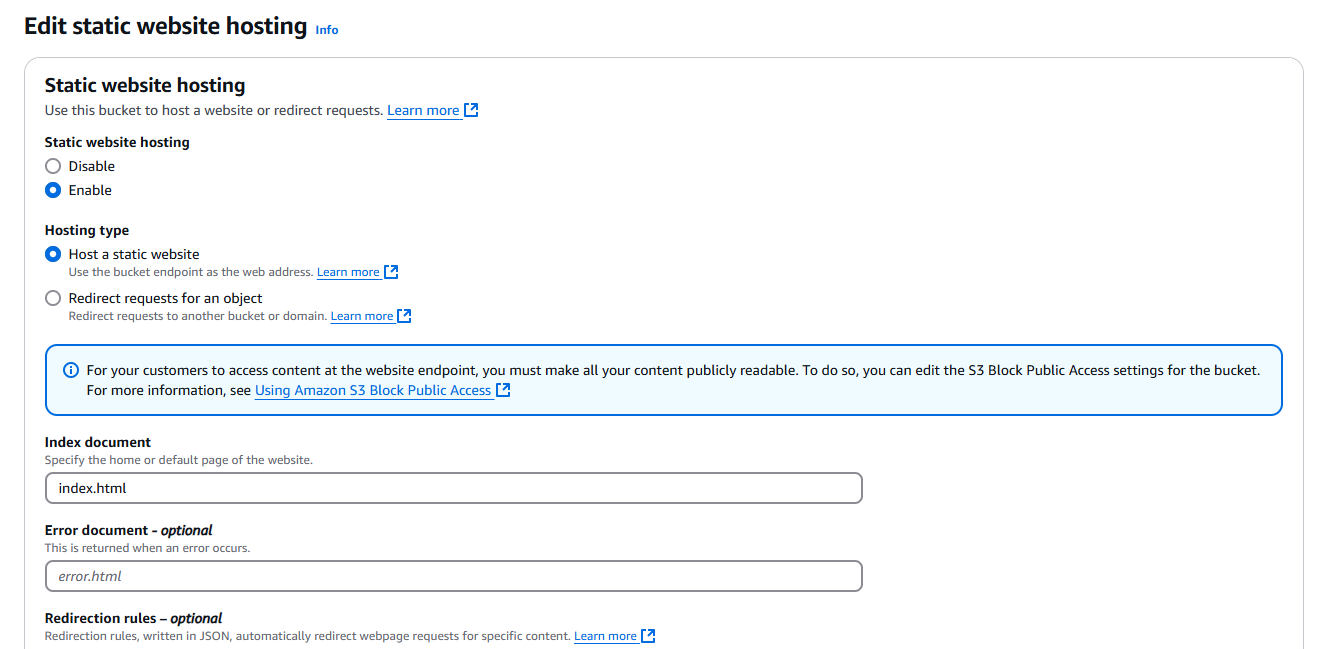 Edit static website hosting Info
Static website hosting
Use this bucket to host a website or redirect requests. Learn more
Static website hosting
Disable
Enable
Hosting type
Host a static website
Use the bucket endpoint as the web address. Learn more
Redirect requests for an object
Redirect requests to another bucket or domain. Learn more
For your customers to access content at the website endpoint, you must make all your content publicly readable. To do so, you can edit the S3 Block Public Access settings for the bucket.
For more information, see Using Amazon S3 Block Public Access
Index document
Specify the home or default page of the website.
index.html
Error document - optional
This is returned when an error occurs.
error.html
Redirection rules – optional
Redirection rules, written in JSON, automatically redirect webpage requests for specific content. Learn more